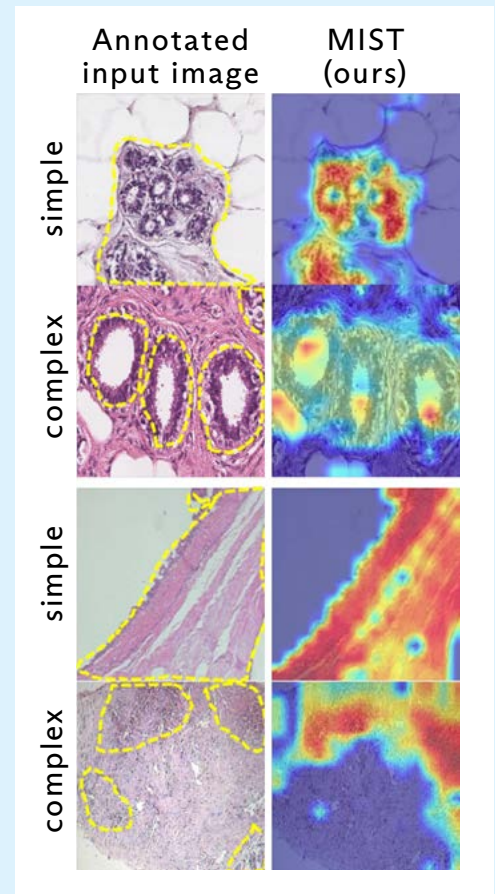 Annotated
input image
MIST
(ours)
simple
complex
simple
complex